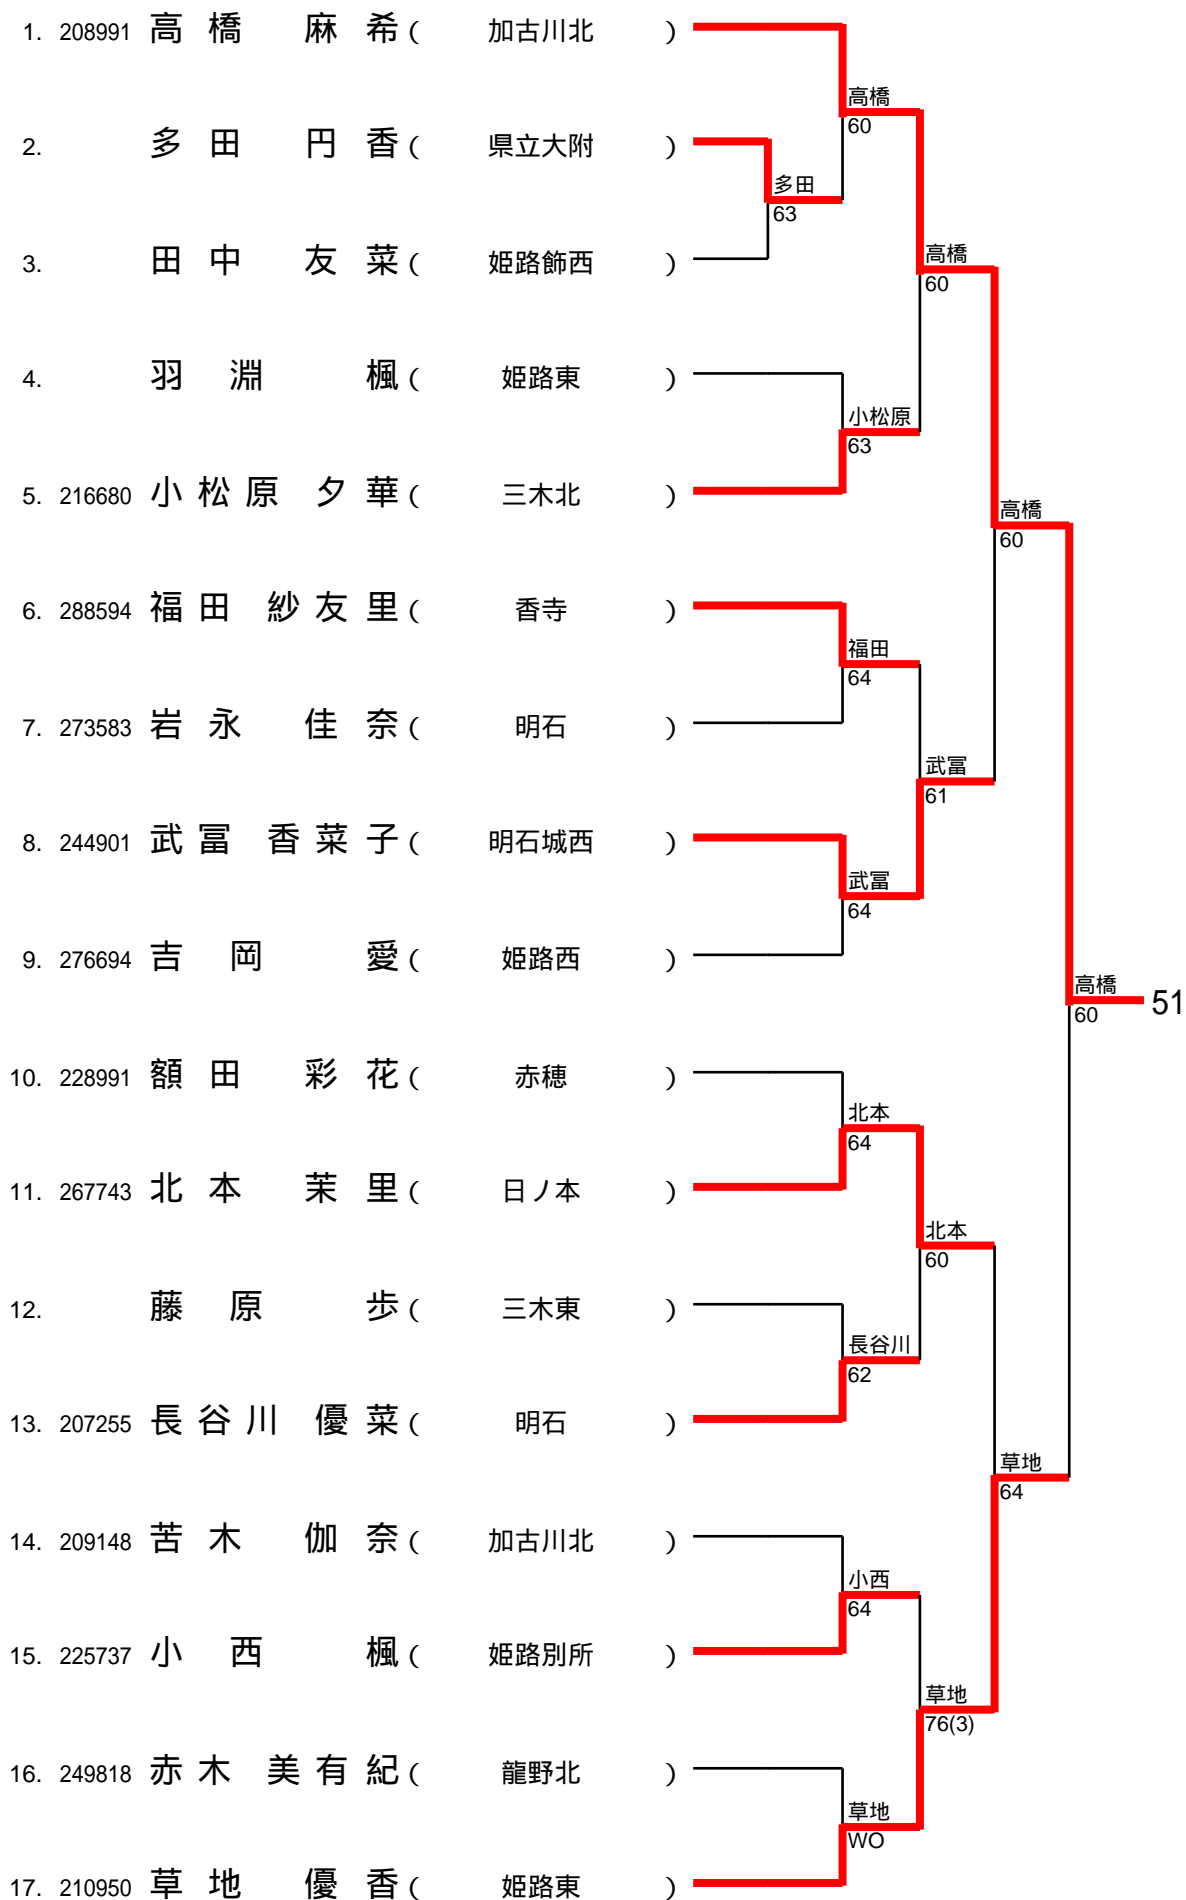 1. 208991 高橋 麻希 ( 加古川北 )
高橋
60
2. 多田 円香 ( 県立大附 )
多田
63
3. 田中 友菜 ( 姫路飾西 )
高橋
60
4. 羽淵 楓 ( 姫路東 )
小松原
63
5. 216680 小松原 夕華 ( 三木北 )
高橋
60
6. 288594 福田 紗友里 ( 香寺 )
福田
64
7. 273583 岩永 佳奈 ( 明石 )
武冨
61
8. 244901 武冨 香菜子 ( 明石城西 )
武冨
64
9. 276694 吉岡 愛 ( 姫路西 )
高橋
60
51
10. 228991 額田 彩花 ( 赤穂 )
北本
64
11. 267743 北本 茉里 ( 日ノ本 )
北本
60
12. 藤原 歩 ( 三木東 )
長谷川
62
13. 207255 長谷川 優菜 ( 明石 )
草地
64
14. 209148 苦木 伽奈 ( 加古川北 )
小西
64
15. 225737 小西 楓 ( 姫路別所 )
草地
76(3)
16. 249818 赤木 美有紀 ( 龍野北 )
草地
WO
17. 210950 草地 優香 ( 姫路東 )